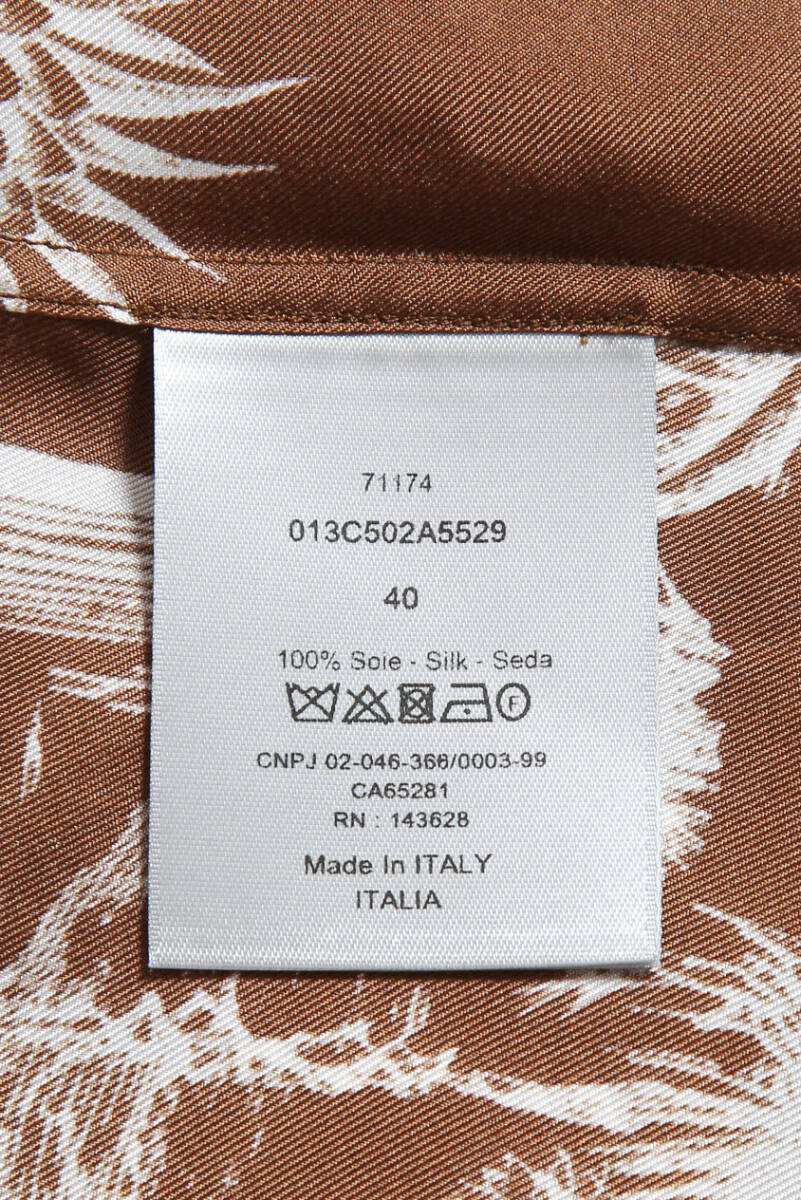 71174
013C502A5529
40
100% Soie - Silk - Seda
F
CNPJ 02-046-366/0003-99
CA65281
RN : 143628
Made In ITALY
ITALIA